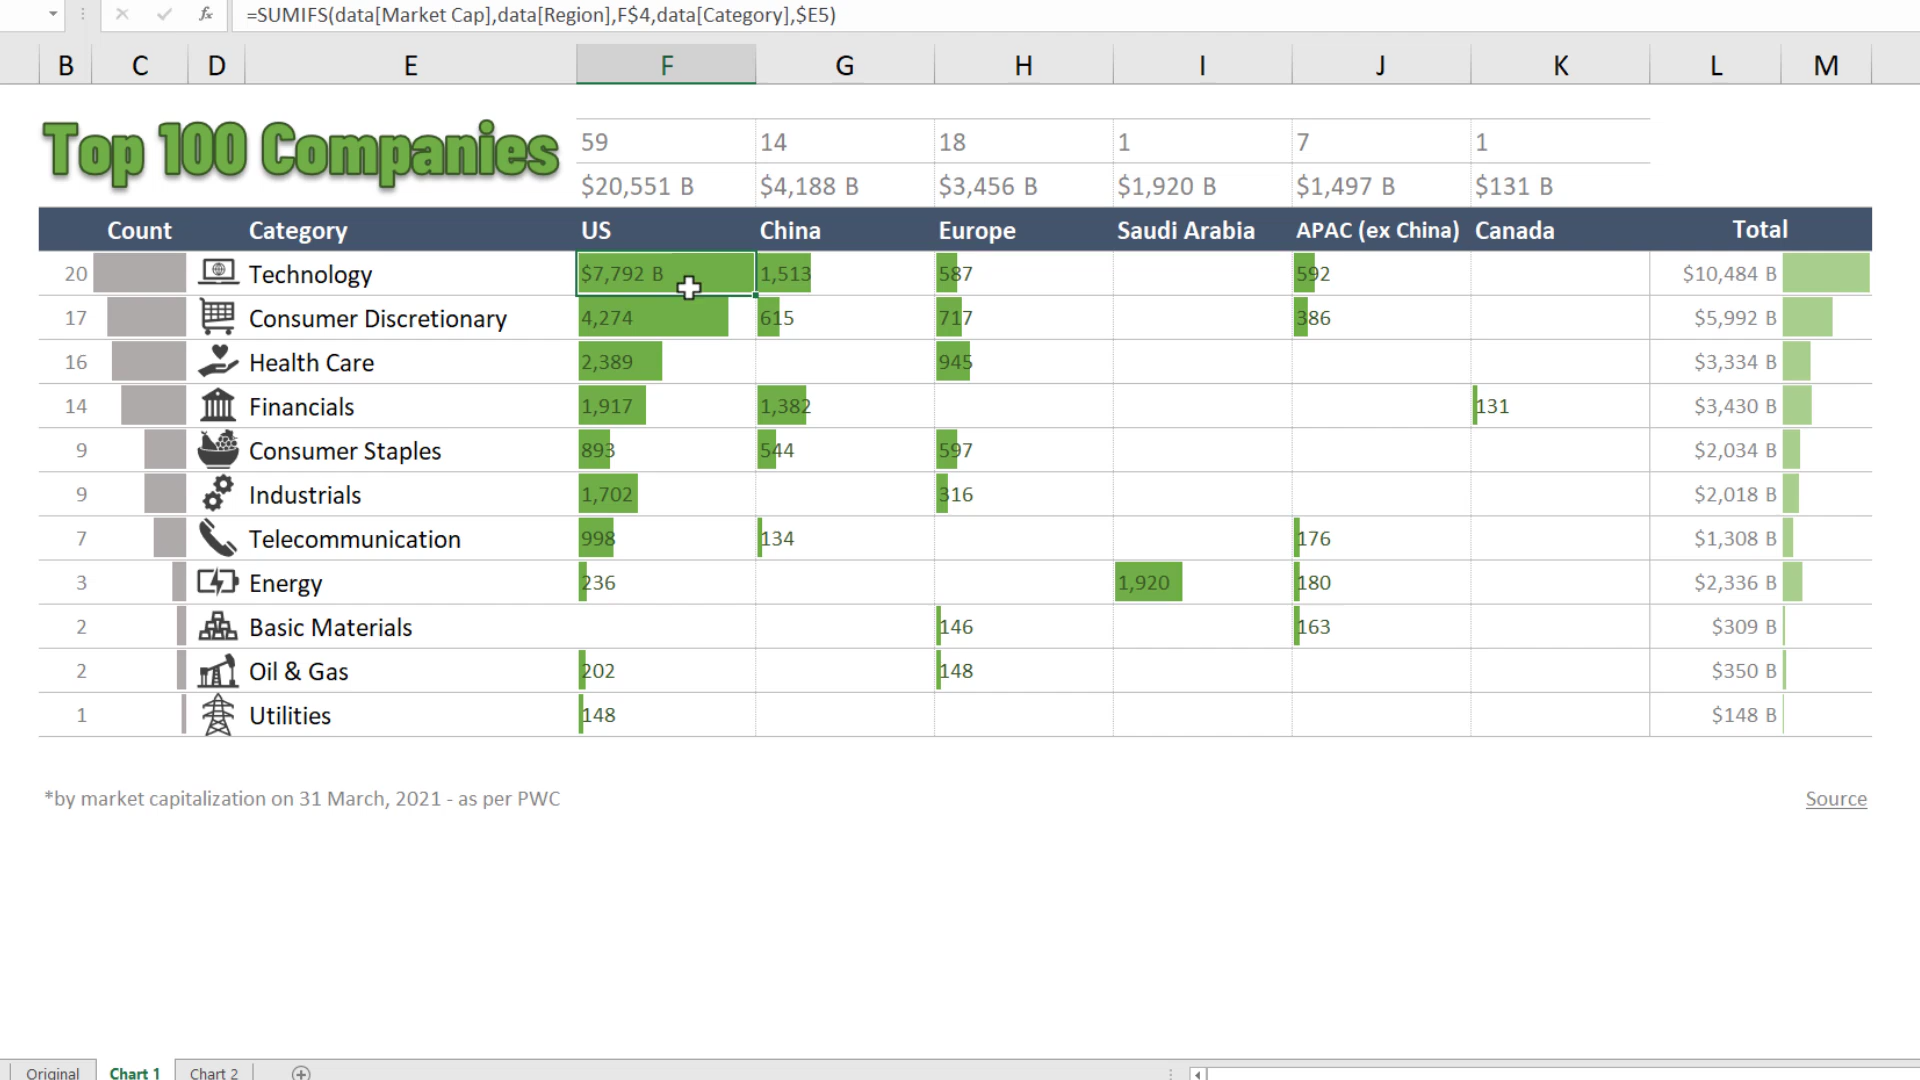 fx =SUMIFS(data[Market Cap],data[Region],F$4,data[Category],$E5)
B C D E F G H I J K L M
Top 100 Companies
59 14 18 1 7 1
$20,551 B $4,188 B $3,456 B $1,920 B $1,497 B $131 B
Count Category US China Europe Saudi Arabia APAC (ex China) Canada Total
20 Technology $7,792 B 1,513 587 592 $10,484 B
17 Consumer Discretionary 4,274 615 717 386 $5,992 B
16 Health Care 2,389 945 $3,334 B
14 Financials 1,917 1,382 131 $3,430 B
9 Consumer Staples 893 544 597 $2,034 B
9 Industrials 1,702 316 $2,018 B
7 Telecommunication 998 134 176 $1,308 B
3 Energy 236 1,920 180 $2,336 B
2 Basic Materials 146 163 $309 B
2 Oil & Gas 202 148 $350 B
1 Utilities 148 $148 B
*by market capitalization on 31 March, 2021 - as per PWC Source
Original Chart 1 Chart 2